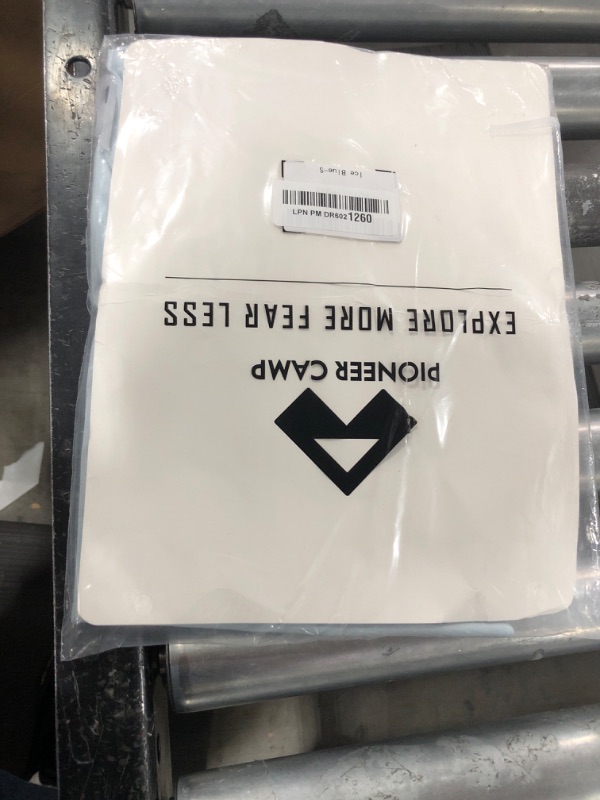 PIONEER CAMP
EXPLORE MORE FEAR LESS
LPN PM DR6021260
Ice Blue-S